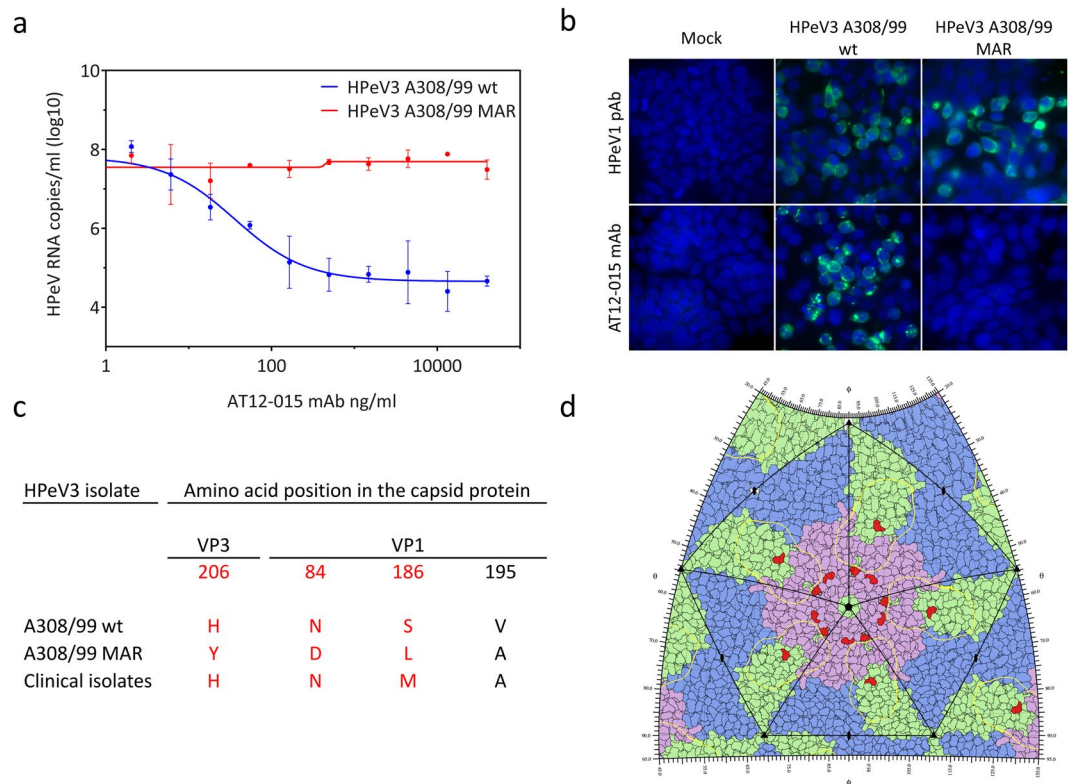 a
10
8
6
4
1
100
10000
HPeV RNA copies/ml (log10)
AT12-015 mAb ng/ml
HPeV3 A308/99 wt
HPeV3 A308/99 MAR
b
Mock
HPeV3 A308/99
wt
HPeV3 A308/99
MAR
HPeV1 pAb
AT12-015 mAb
c
HPeV3 isolate Amino acid position in the capsid protein
VP3 VP1
206 84 186 195
A308/99 wt H N S V
A308/99 MAR Y D L A
Clinical isolates H N M A
d
φ
θ
θ
φ